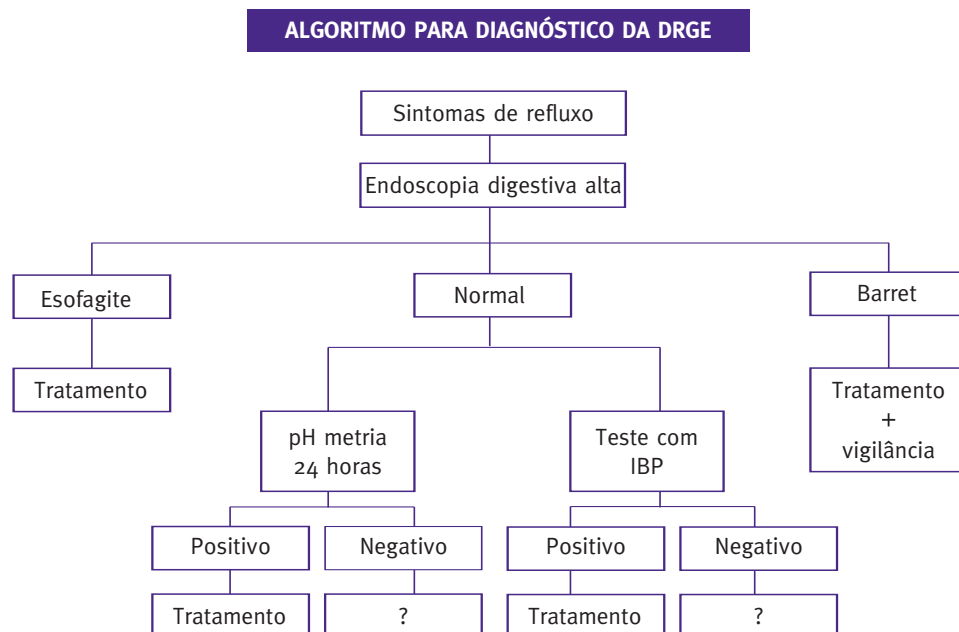 ALGORITMO PARA DIAGNÓSTICO DA DRGE
Sintomas de refluxo
Endoscopia digestiva alta
Esofagite
Normal
Barret
Tratamento
Tratamento
+
vigilância
pH metria
24 horas
Teste com
IBP
Positivo
Negativo
Positivo
Negativo
Tratamento
?
Tratamento
?